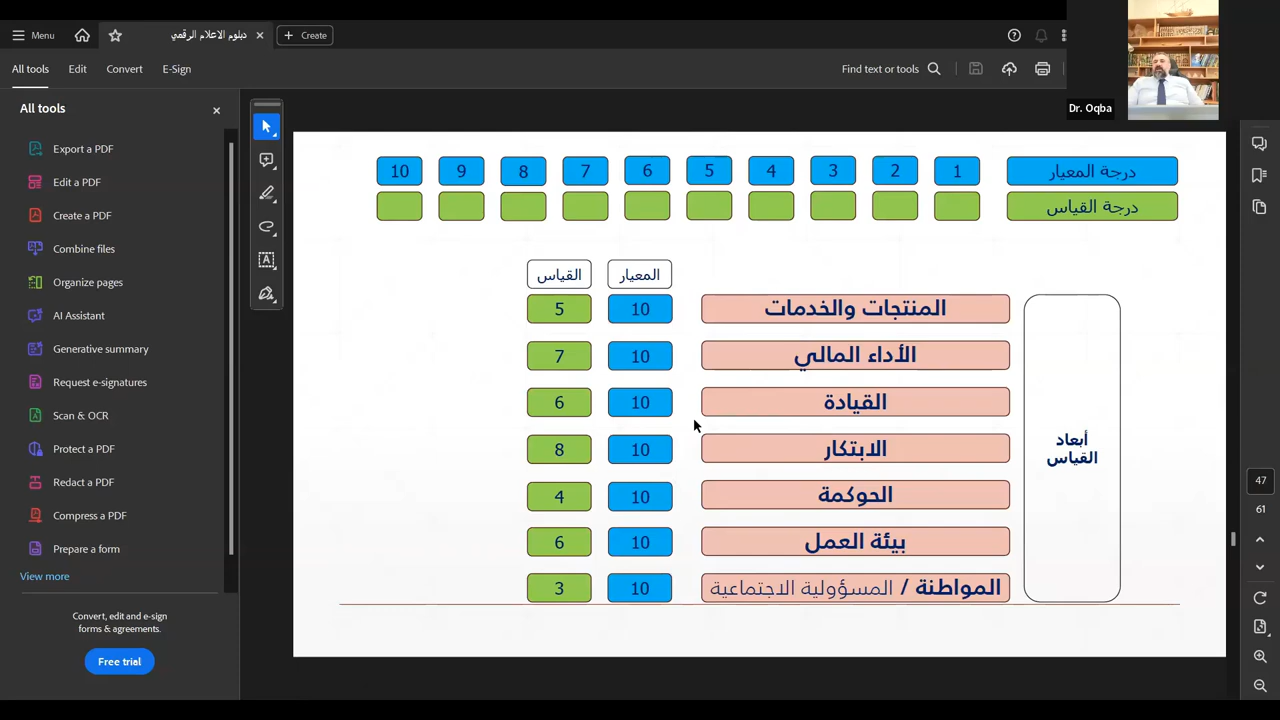 Menu
دبلوم الاعلام الرقمي
Create
All tools
Edit
Convert
E-Sign
Find text or tools
Dr. Oqba
All tools
Export a PDF
Edit a PDF
Create a PDF
Combine files
Organize pages
AI Assistant
Generative summary
Request e-signatures
Scan & OCR
Protect a PDF
Redact a PDF
Compress a PDF
Prepare a form
View more
Convert, edit and e-sign
forms & agreements.
Free trial
درجة المعيار 1 2 3 4 5 6 7 8 9 10
درجة القياس
المعيار القياس
أبعاد
القياس
المنتجات والخدمات 10 5
الأداء المالي 10 7
القيادة 10 6
الابتكار 10 8
الحوكمة 10 4
بيئة العمل 10 6
المواطنة / المسؤولية الاجتماعية 10 3
47
61